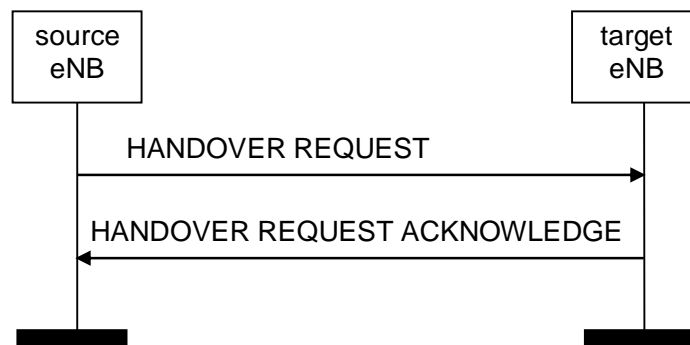 source
eNB
target
eNB
HANDOVER REQUEST
HANDOVER REQUEST ACKNOWLEDGE